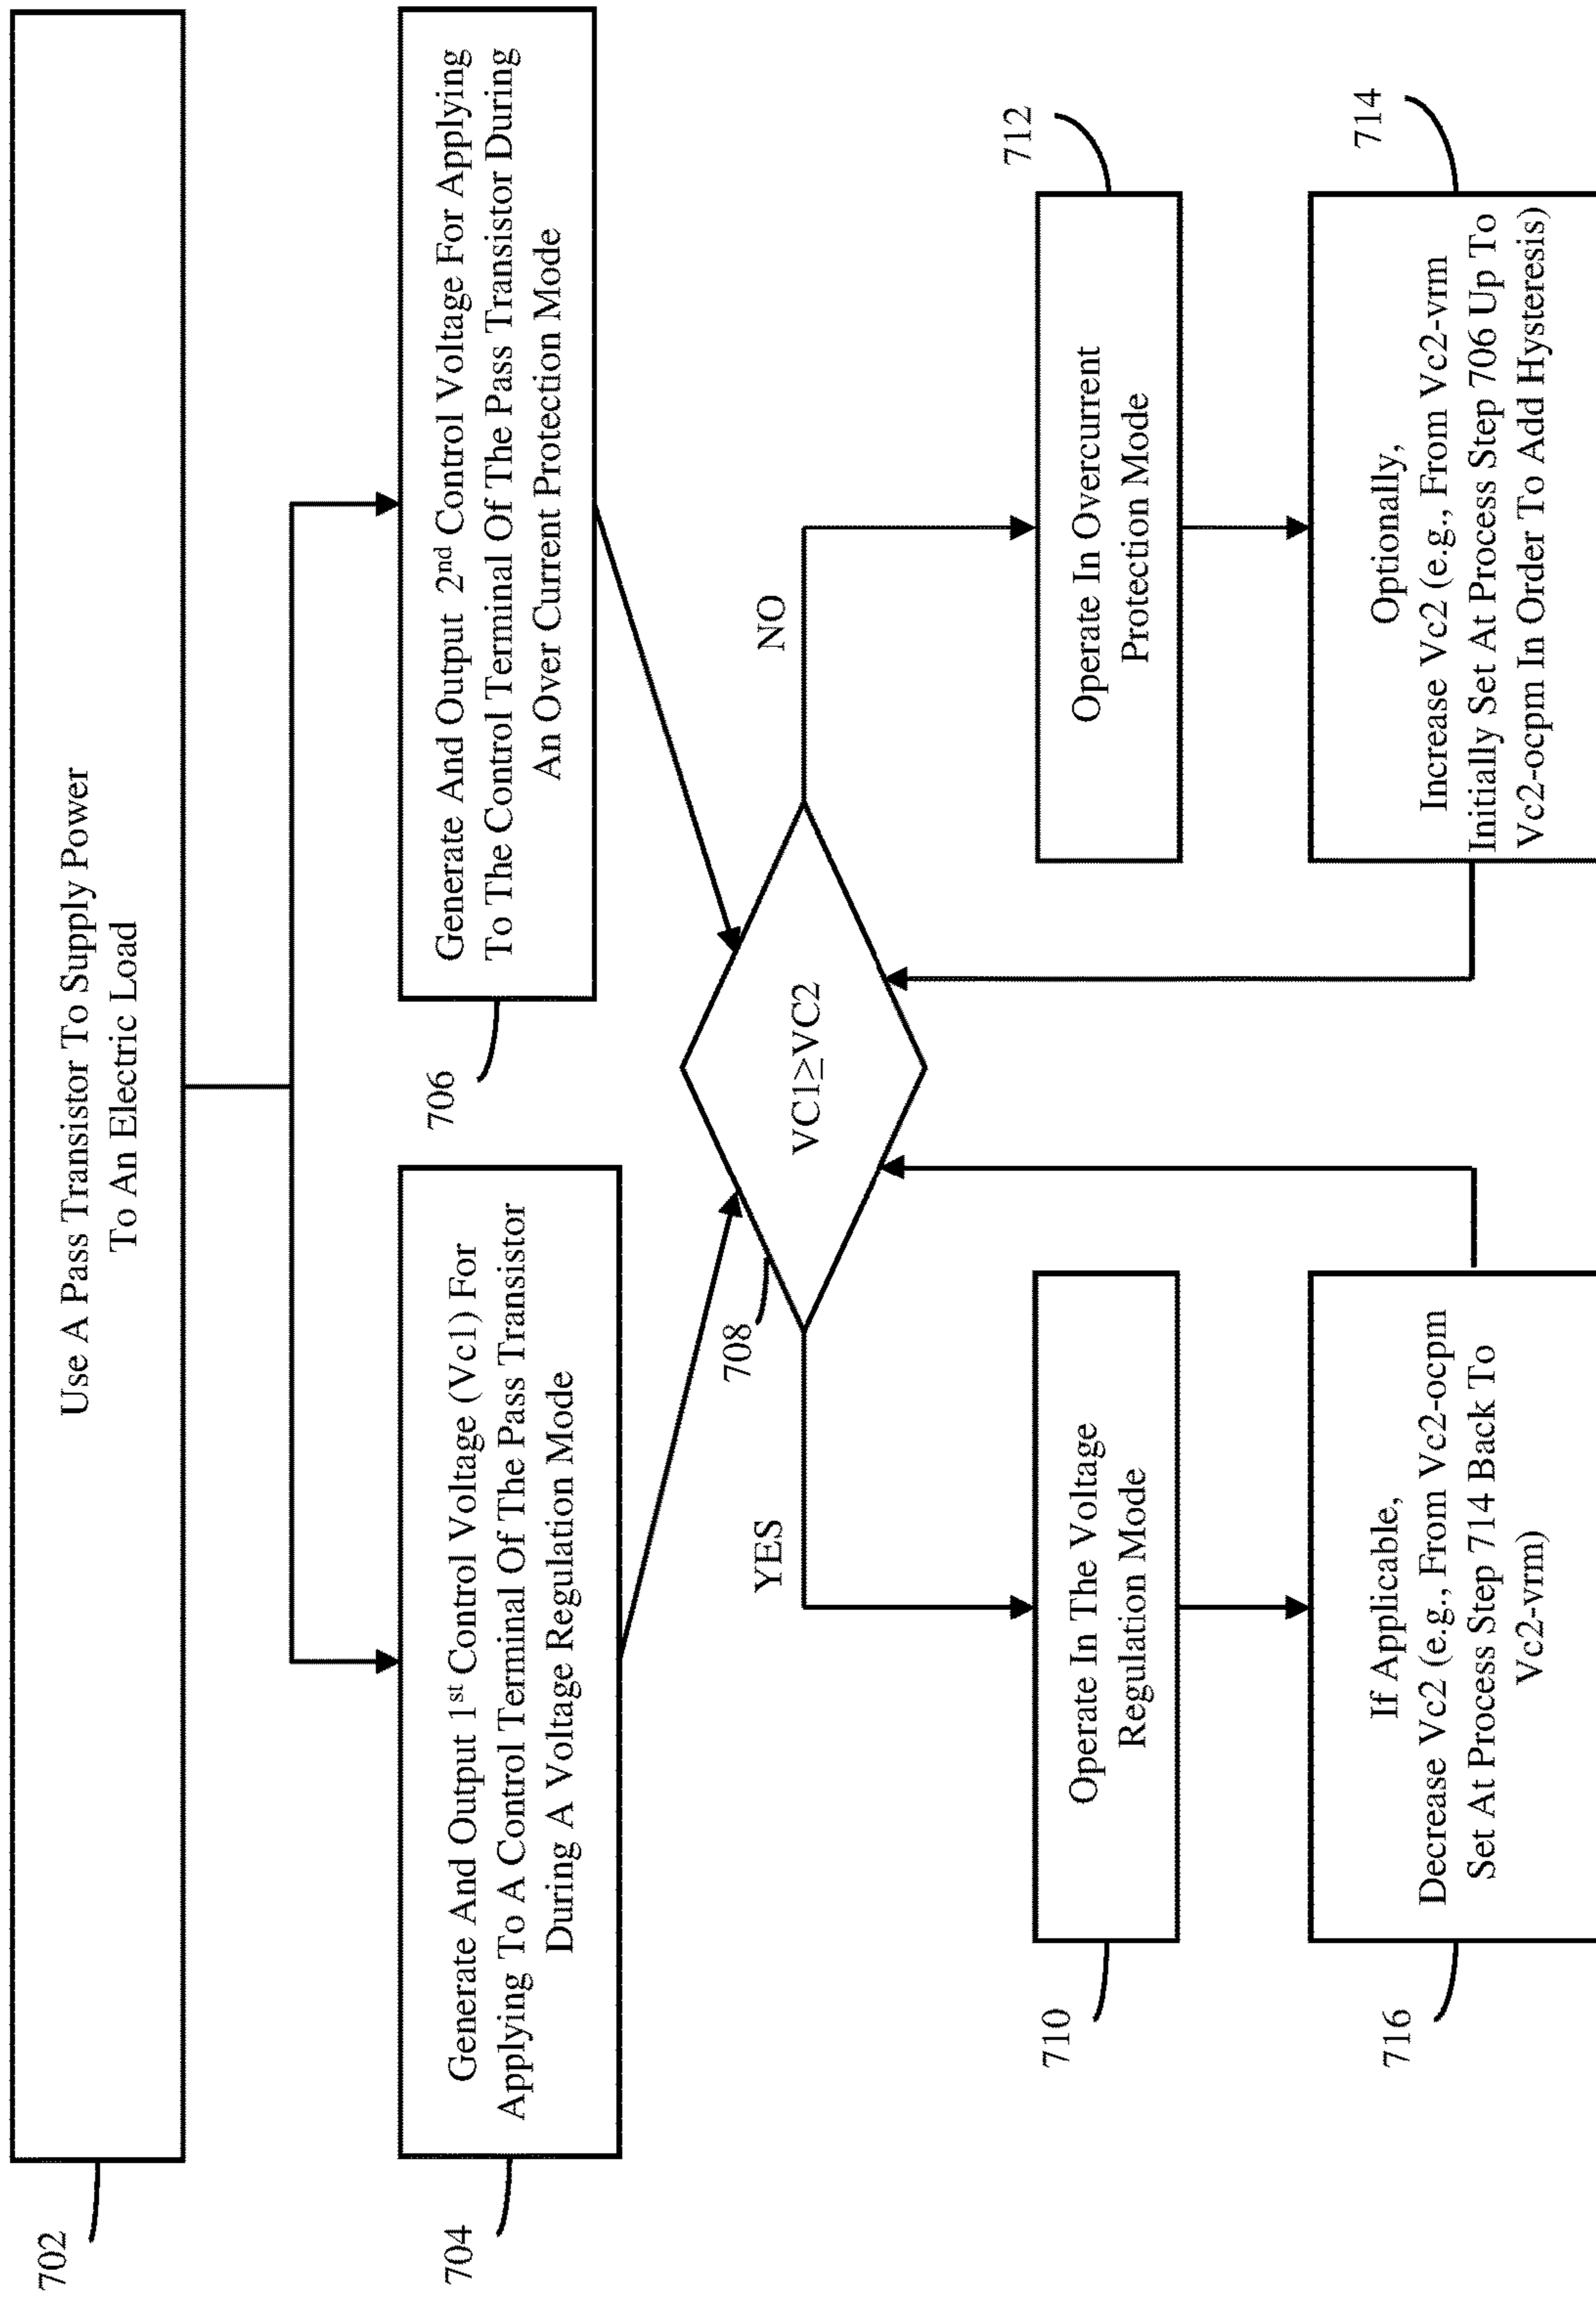 702
Use A Pass Transistor To Supply Power
To An Electric Load
704
Generate And Output 1st Control Voltage (Vc1) For
Applying To A Control Terminal Of The Pass Transistor
During A Voltage Regulation Mode
706
Generate And Output 2nd Control Voltage For Applying
To The Control Terminal Of The Pass Transistor During
An Over Current Protection Mode
708
VC1≥VC2
YES
NO
710
Operate In The Voltage
Regulation Mode
712
Operate In Overcurrent
Protection Mode
716
If Applicable,
Decrease Vc2 (e.g., From Vc2-ocpm
Set At Process Step 714 Back To
Vc2-vrm)
714
Optionally,
Increase Vc2 (e.g., From Vc2-vrm
Initially Set At Process Step 706 Up To
Vc2-ocpm In Order To Add Hysteresis)